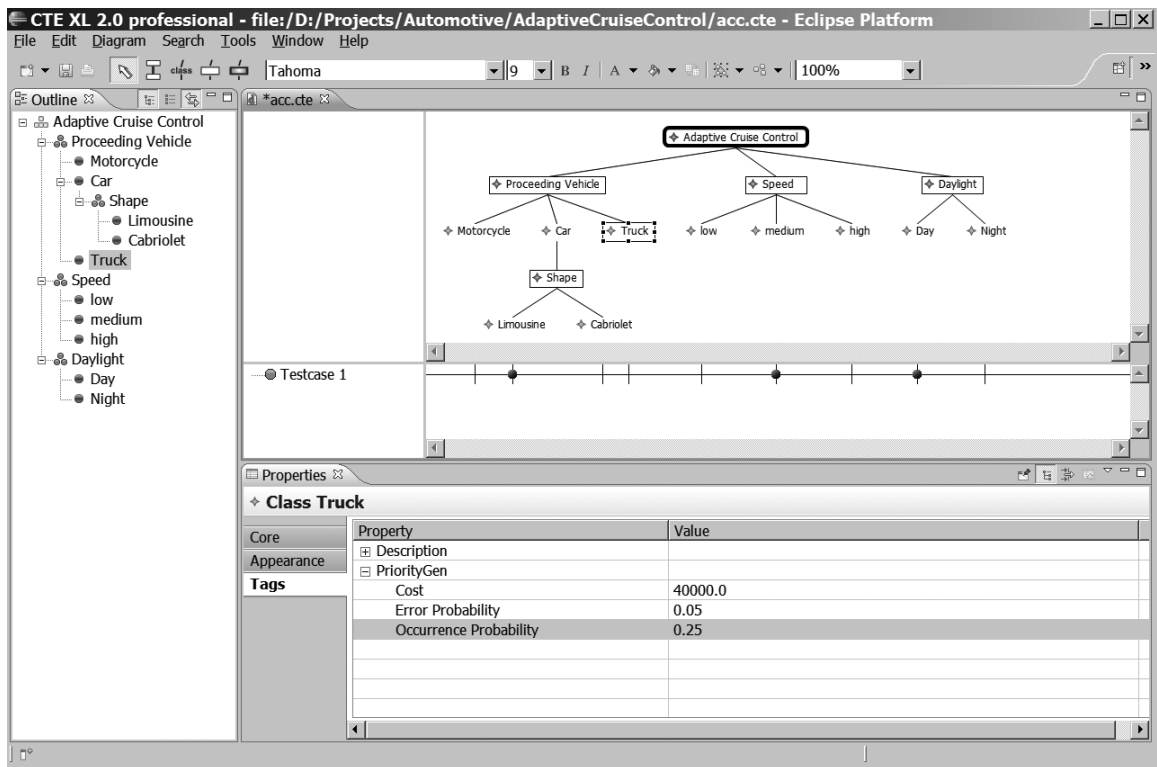 CTE XL 2.0 professional - file:/D:/Projects/Automotive/AdaptiveCruiseControl/acc.cte - Eclipse Platform
File Edit Diagram Search Tools Window Help
class Tahoma 9 B I A 100% »
Outline
Adaptive Cruise Control
Proceeding Vehicle
Motorcycle
Car
Shape
Limousine
Cabriolet
Truck
Speed
low
medium
high
Daylight
Day
Night
*acc.cte
Adaptive Cruise Control
Proceeding Vehicle Speed Daylight
Motorcycle Car Truck low medium high Day Night
Shape
Limousine Cabriolet
Testcase 1
Properties
Class Truck
Core
Appearance
Tags
Property Value
Description
PriorityGen
Cost 40000.0
Error Probability 0.05
Occurrence Probability 0.25